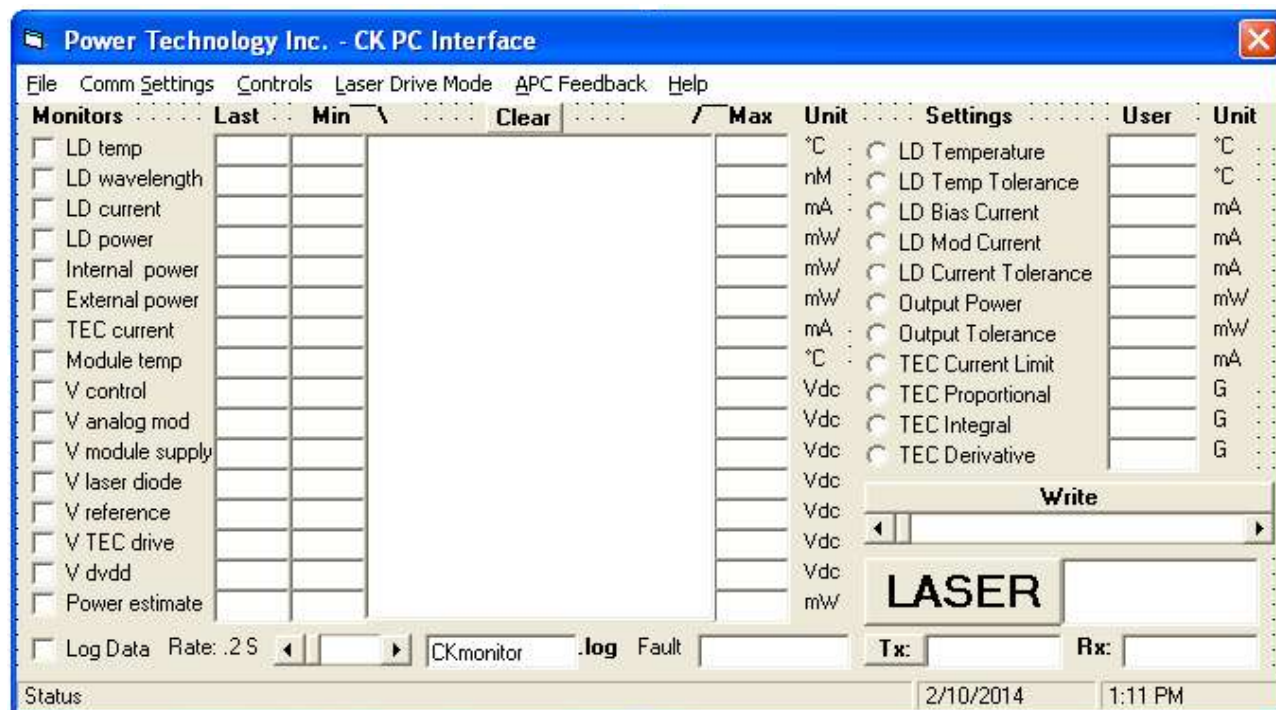 Power Technology Inc. - CK PC Interface
File Comm Settings Controls Laser Drive Mode APC Feedback Help
Monitors Last Min Clear Max Unit Settings User Unit
LD temp °C LD Temperature °C
LD wavelength nM LD Temp Tolerance °C
LD current mA LD Bias Current mA
LD power mW LD Mod Current mA
Internal power mW LD Current Tolerance mA
External power mW Output Power mW
TEC current mA Output Tolerance mW
Module temp °C TEC Current Limit mA
V control Vdc TEC Proportional G
V analog mod Vdc TEC Integral G
V module supply Vdc TEC Derivative G
V laser diode Vdc
Write
V reference Vdc
V TEC drive Vdc
V dvdd Vdc
Power estimate mW
LASER
Log Data Rate: .2 S CKmonitor .log Fault Tx: Rx:
Status 2/10/2014 1:11 PM